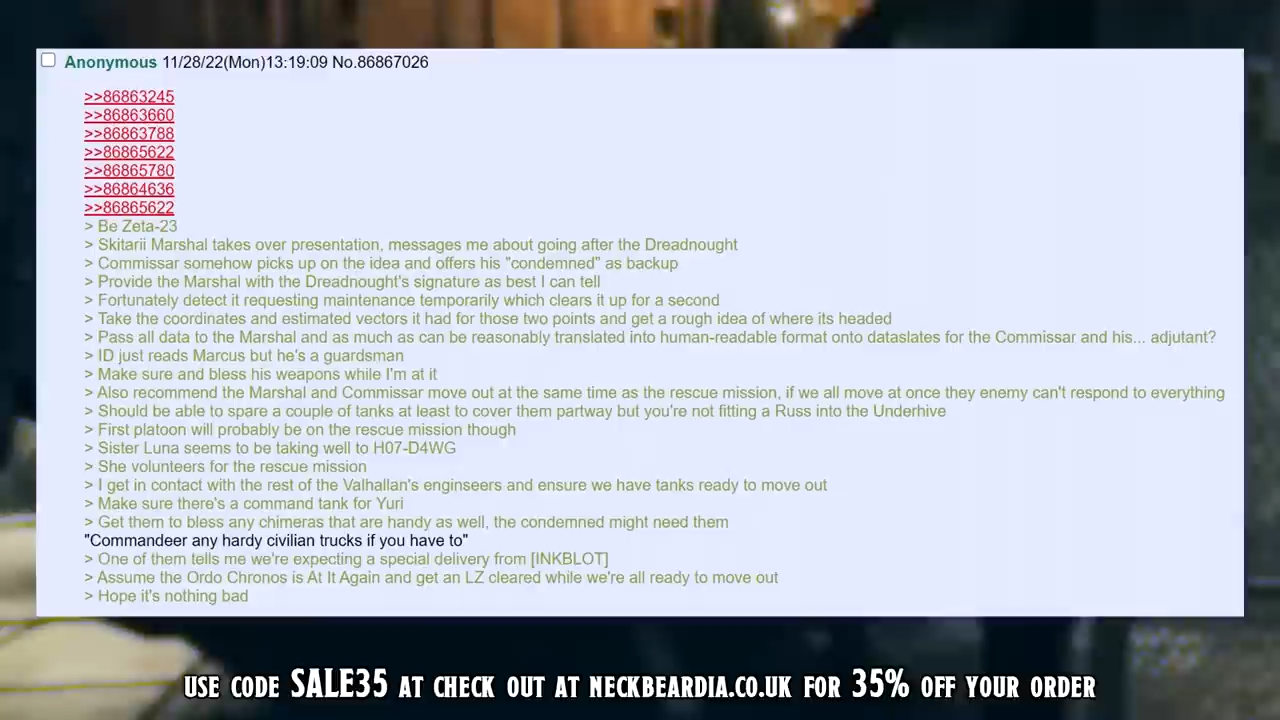 Anonymous 11/28/22(Mon)13:19:09 No.86867026
>>86863245
>>86863660
>>86863788
>>86865622
>>86865780
>>86864636
>>86865622
> Be Zeta-23
> Skitarii Marshal takes over presentation, messages me about going after the Dreadnought
> Commissar somehow picks up on the idea and offers his "condemned" as backup
> Provide the Marshal with the Dreadnought's signature as best I can tell
> Fortunately detect it requesting maintenance temporarily which clears it up for a second
> Take the coordinates and estimated vectors it had for those two points and get a rough idea of where its headed
> Pass all data to the Marshal and as much as can be reasonably translated into human-readable format onto dataslates for the Commissar and his... adjutant?
> ID just reads Marcus but he's a guardsman
> Make sure and bless his weapons while I'm at it
> Also recommend the Marshal and Commissar move out at the same time as the rescue mission, if we all move at once they enemy can't respond to everything
> Should be able to spare a couple of tanks at least to cover them partway but you're not fitting a Russ into the Underhive
> First platoon will probably be on the rescue mission though
> Sister Luna seems to be taking well to H07-D4WG
> She volunteers for the rescue mission
> I get in contact with the rest of the Valhallan's engineers and ensure we have tanks ready to move out
> Make sure there's a command tank for Yuri
> Get them to bless any chimeras that are handy as well, the condemned might need them
"Commandeer any hardy civilian trucks if you have to"
> One of them tells me we're expecting a special delivery from [INKBLOT]
> Assume the Ordo Chronos is At It Again and get an LZ cleared while we're all ready to move out
> Hope it's nothing bad
USE CODE SALE35 AT CHECK OUT AT NECKBEARDIA.CO.UK FOR 35% OFF YOUR ORDER